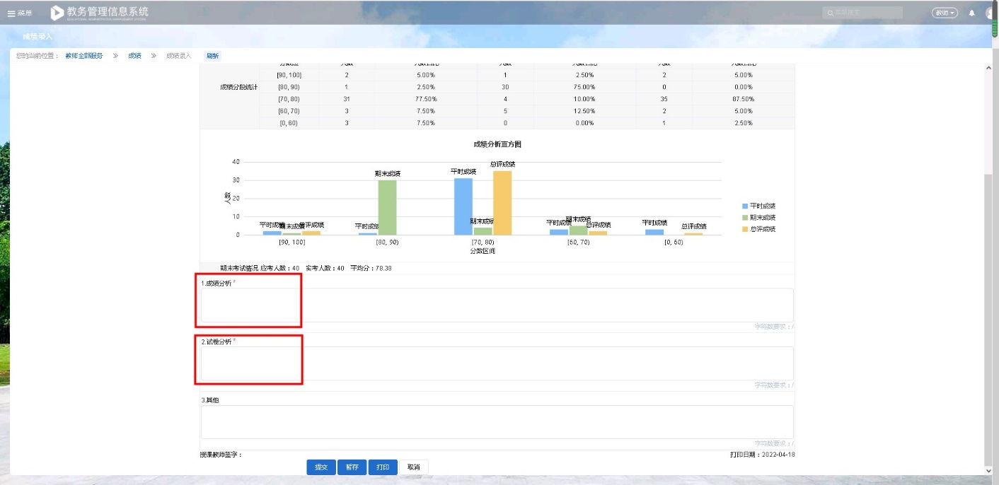 菜单 教务管理信息系统 教师
成绩录入
您的当前位置： 教师全部服务 » 成绩 » 成绩录入 刷新
分数段 人数 人数百比 人数 人数百比 人数 人数百比
[90, 100] 2 5.00% 1 2.50% 2 5.00%
成绩分段统计 [80, 90) 1 2.50% 30 75.00% 0 0.00%
[70, 80) 31 77.50% 4 10.00% 35 87.50%
[60, 70) 3 7.50% 5 12.50% 2 5.00%
[0, 60) 3 7.50% 0 0.00% 1 2.50%
成绩分析直方图
人数
40
30
20
10
0
平时成绩 期末成绩 总评成绩
平时成绩 期末成绩
平时成绩 期末成绩 总评成绩
平时成绩 期末成绩 总评成绩
平时成绩 总评成绩
[90, 100] [80, 90) [70, 80) [60, 70) [0, 60)
分数区间
平时成绩
期末成绩
总评成绩
期末考试情况 应考人数：40 实考人数：40 平均分：78.38
1.成绩分析*
字符数要求：/
2.试卷分析*
字符数要求：/
3.其他
字符数要求：/
授课教师签字： 打印日期：2022-04-18
提交 暂存 打印 取消